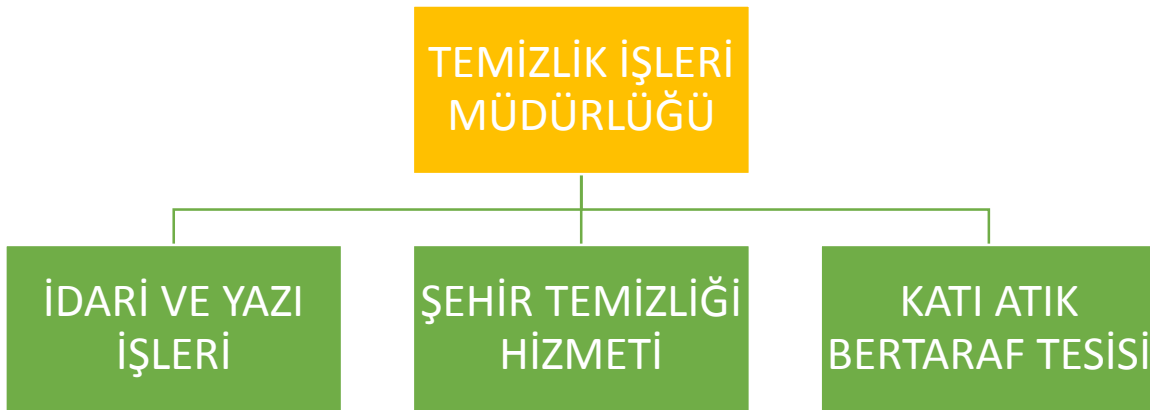 TEMİZLİK İŞLERİ
MÜDÜRLÜĞÜ
İDARİ VE YAZI
İŞLERİ
ŞEHİR TEMİZLİĞİ
HİZMETİ
KATI ATIK
BERTARAF TESİSİ